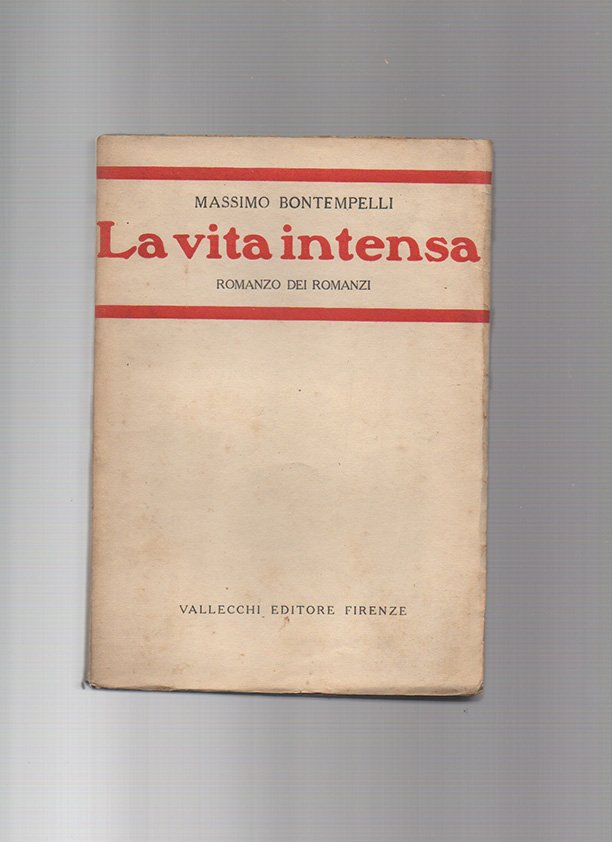 MASSIMO BONTEMPELLI
La vita intensa
ROMANZO DEI ROMANZI
VALLECCHI EDITORE FIRENZE